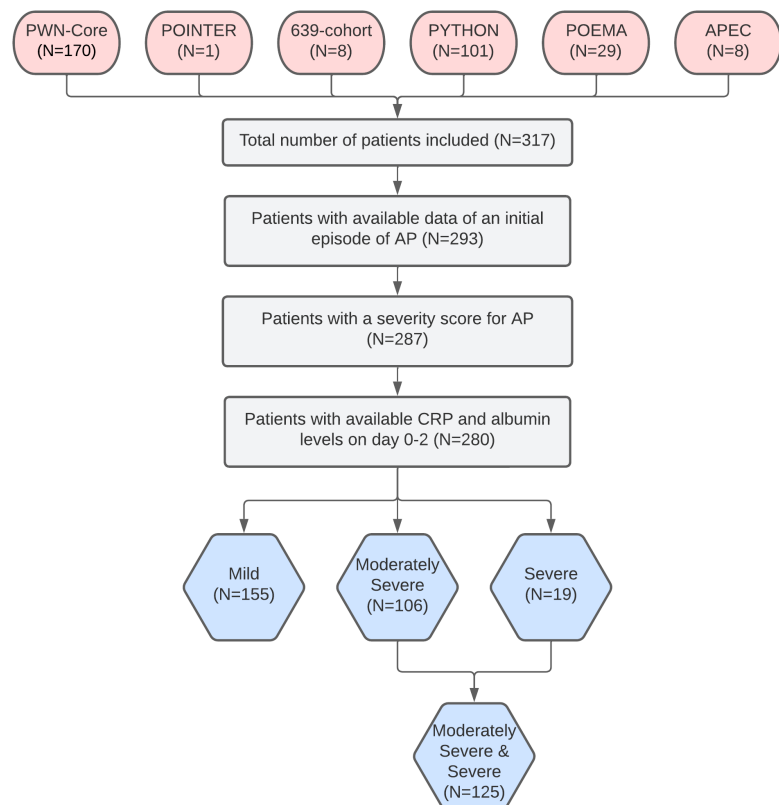 PWN-Core
(N=170)
POINTER
(N=1)
639-cohort
(N=8)
PYTHON
(N=101)
POEMA
(N=29)
APEC
(N=8)
Total number of patients included (N=317)
Patients with available data of an initial
episode of AP (N=293)
Patients with a severity score for AP
(N=287)
Patients with available CRP and albumin
levels on day 0-2 (N=280)
Mild
(N=155)
Moderately
Severe
(N=106)
Severe
(N=19)
Moderately
Severe &
Severe
(N=125)